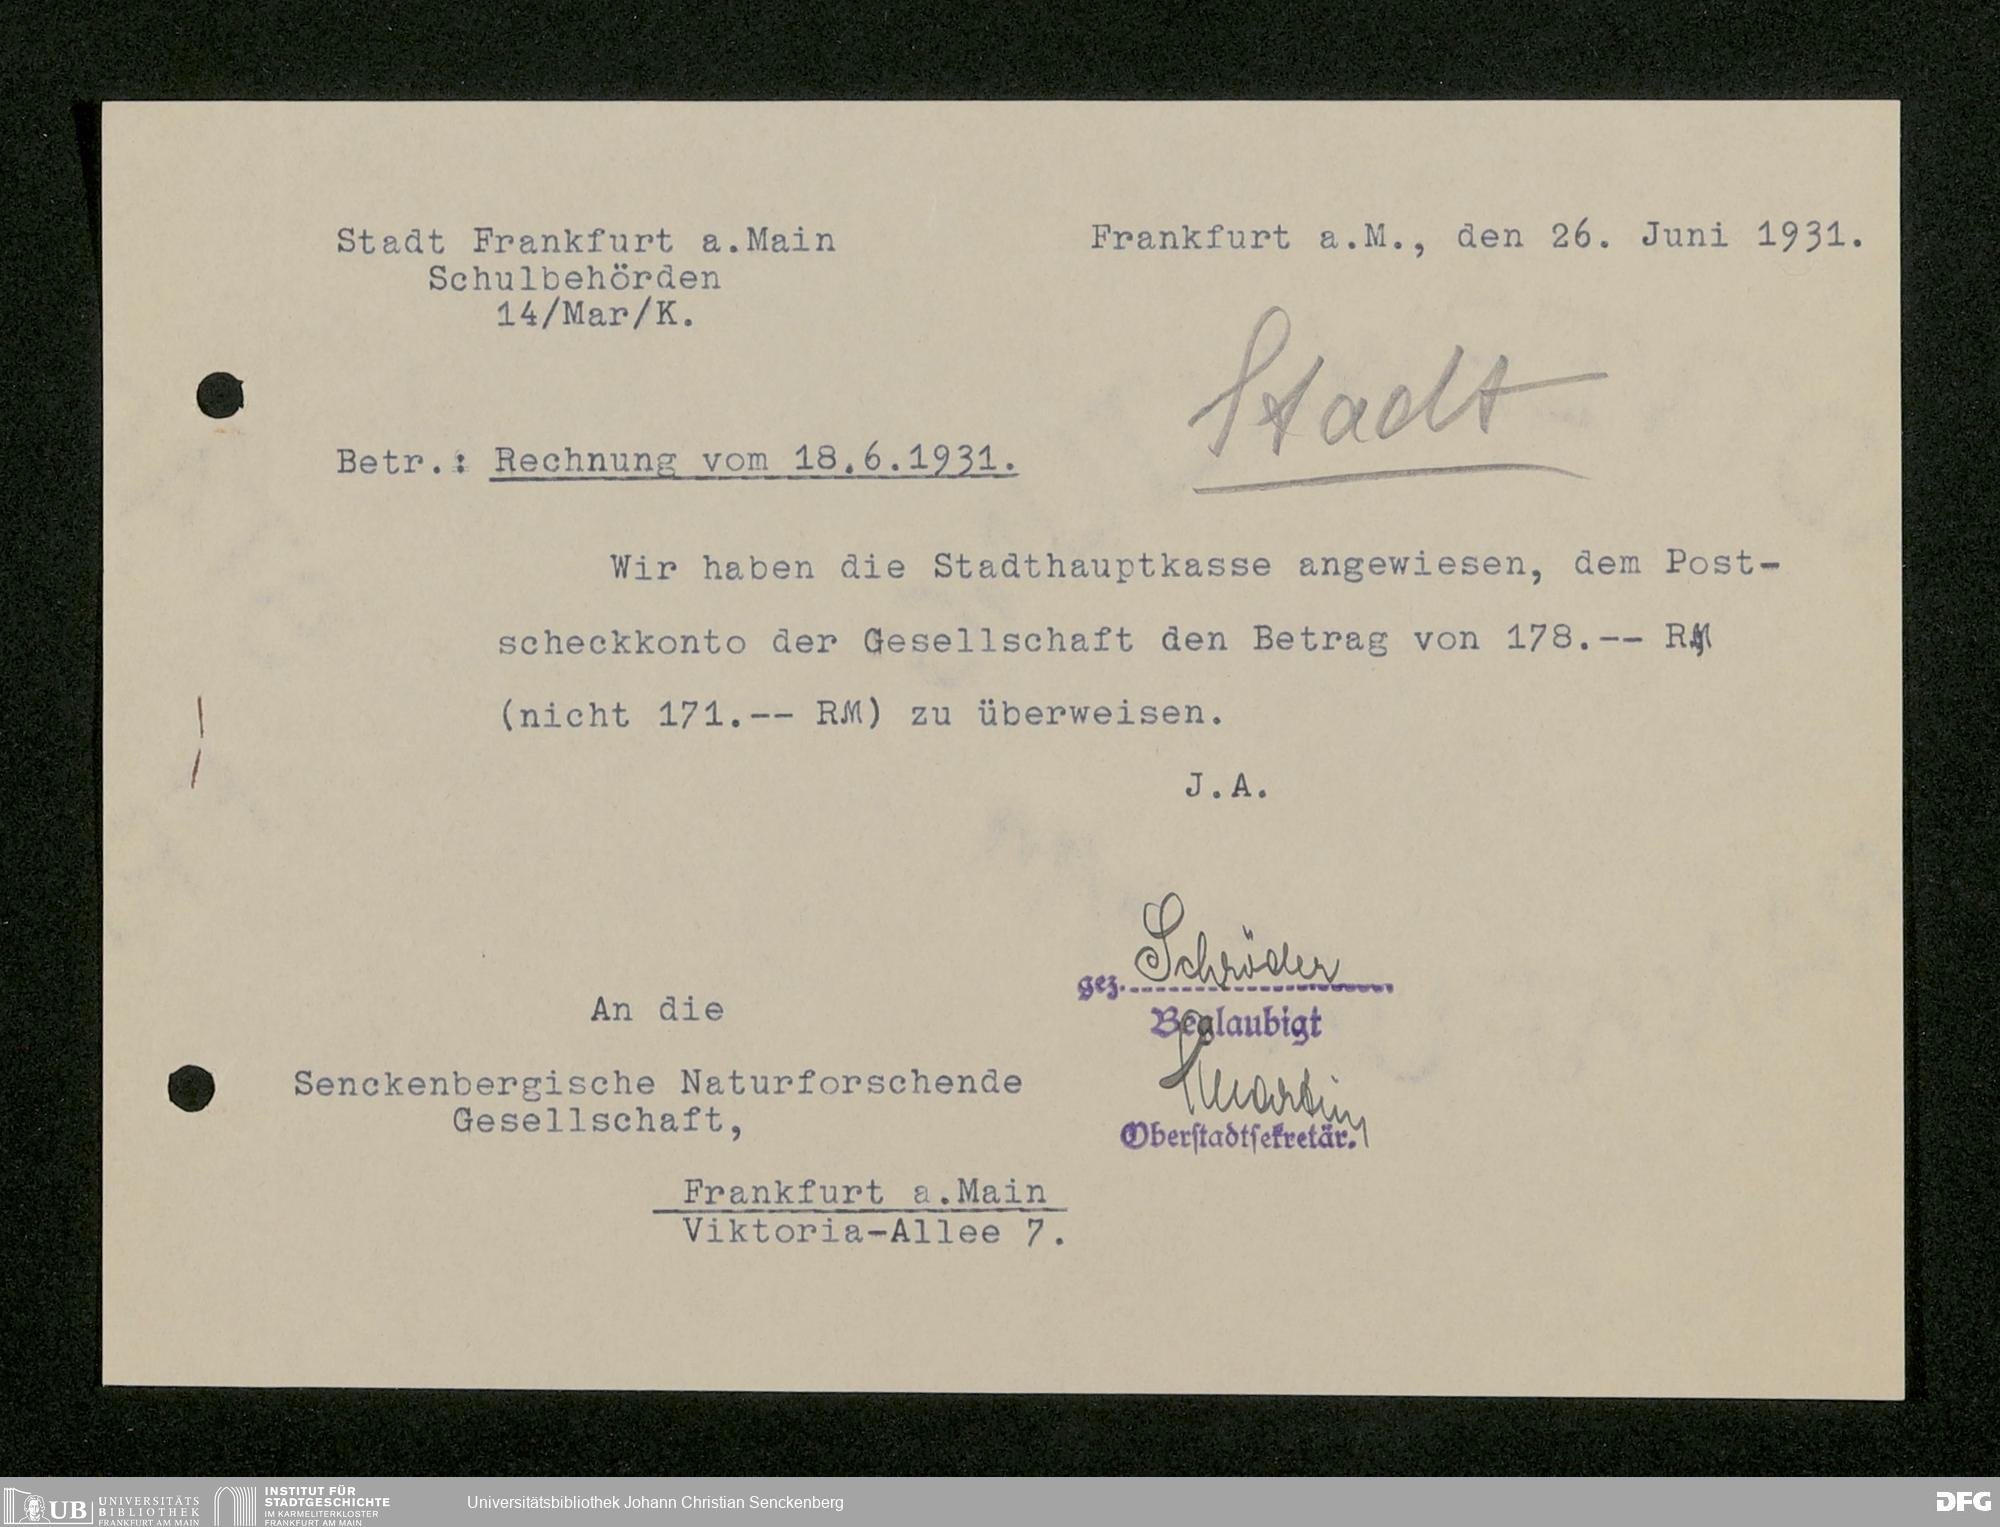 Stadt Frankfurt a.Main
Schulbehörden
14/Mar/K.
Frankfurt a.M., den 26. Juni 1931.
Stadt
Betr.: Rechnung vom 18.6.1931.
Wir haben die Stadthauptkasse angewiesen, dem Post-
scheckkonto der Gesellschaft den Betrag von 178.-- RM
(nicht 171.-- RM) zu überweisen.
J.A.
gez. Schröder
Beglaubigt
Martin
Oberstadtsekretär.
An die
Senckenbergische Naturforschende
Gesellschaft,
Frankfurt a.Main
Viktoria-Allee 7.
UB UNIVERSITÄTS
BIBLIOTHEK
FRANKFURT AM MAIN
INSTITUT FÜR
STADTGESCHICHTE
IM KARMELITERKLOSTER
FRANKFURT AM MAIN
Universitätsbibliothek Johann Christian Senckenberg
DFG